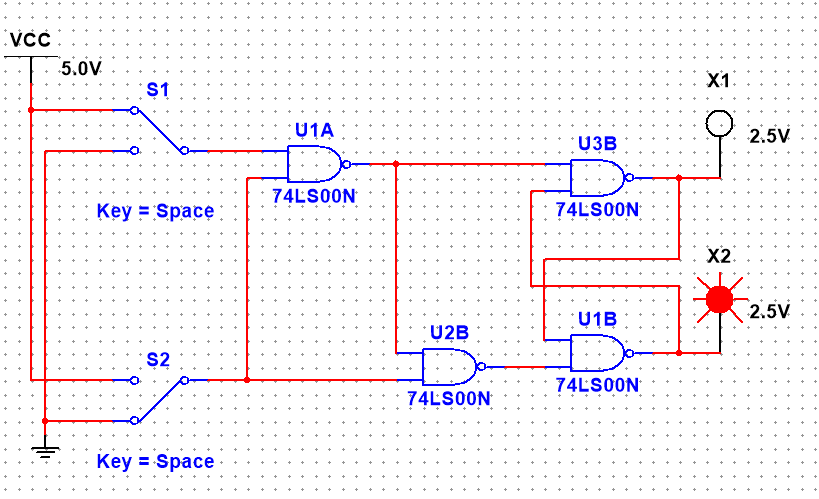 VCC
5.0V
S1
Key = Space
U1A
74LS00N
U3B
74LS00N
X1
2.5V
X2
2.5V
U2B
74LS00N
U1B
74LS00N
S2
Key = Space